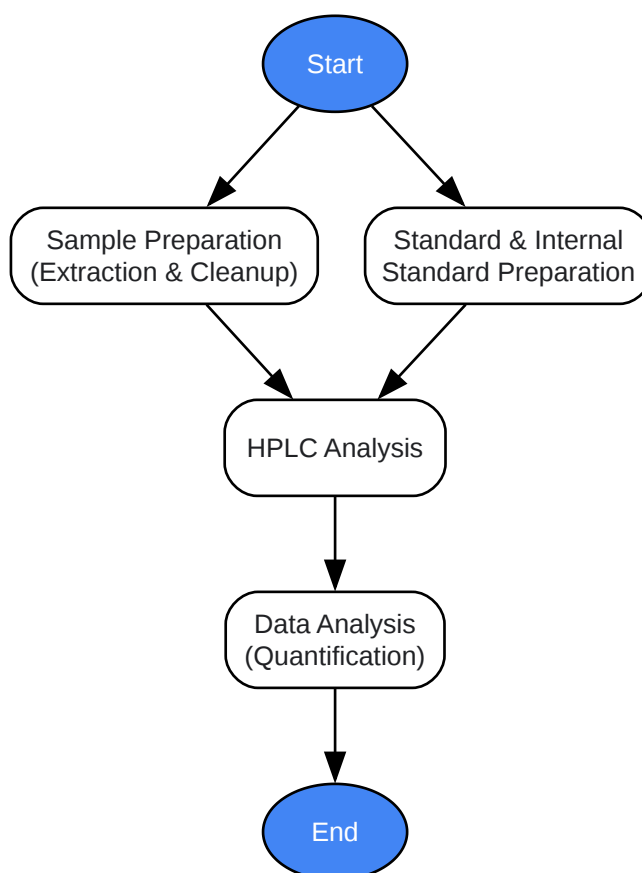 Start
Sample Preparation
(Extraction & Cleanup)
Standard & Internal
Standard Preparation
HPLC Analysis
Data Analysis
(Quantification)
End